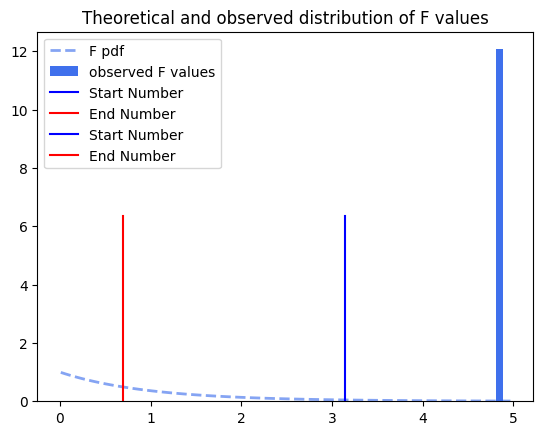 Theoretical and observed distribution of F values
F pdf
observed F values
Start Number
End Number
Start Number
End Number
12
10
8
6
4
2
0
0 1 2 3 4 5